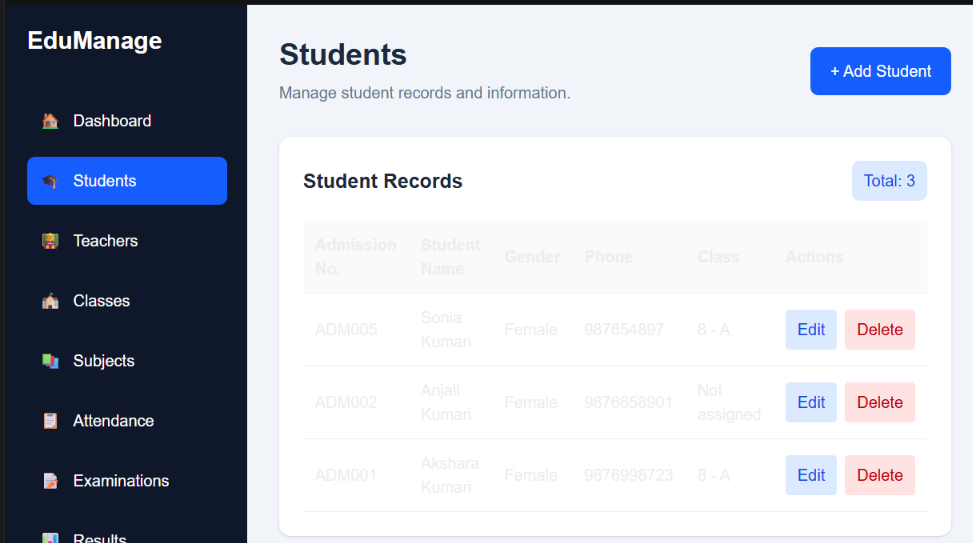 EduManage
Dashboard
Students
Teachers
Classes
Subjects
Attendance
Examinations
Results
Students
Manage student records and information.
+ Add Student
Student Records
Total: 3
Admission No. Student Name Gender Phone Class Actions
ADM005 Sonia Kumari Female 987654897 8 - A Edit Delete
ADM002 Anjali Kumari Female 9876658901 Not assigned Edit Delete
ADM001 Akshara Kumari Female 9876998723 8 - A Edit Delete